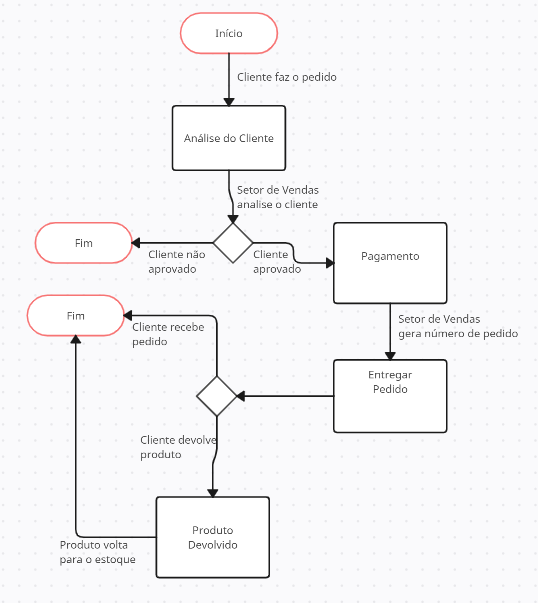 Início
Cliente faz o pedido
Análise do Cliente
Setor de Vendas
analise o cliente
Fim
Cliente não
aprovado
Cliente
aprovado
Pagamento
Setor de Vendas
gera número de pedido
Fim
Cliente recebe
pedido
Entregar
Pedido
Cliente devolve
produto
Produto
Devolvido
Produto volta
para o estoque